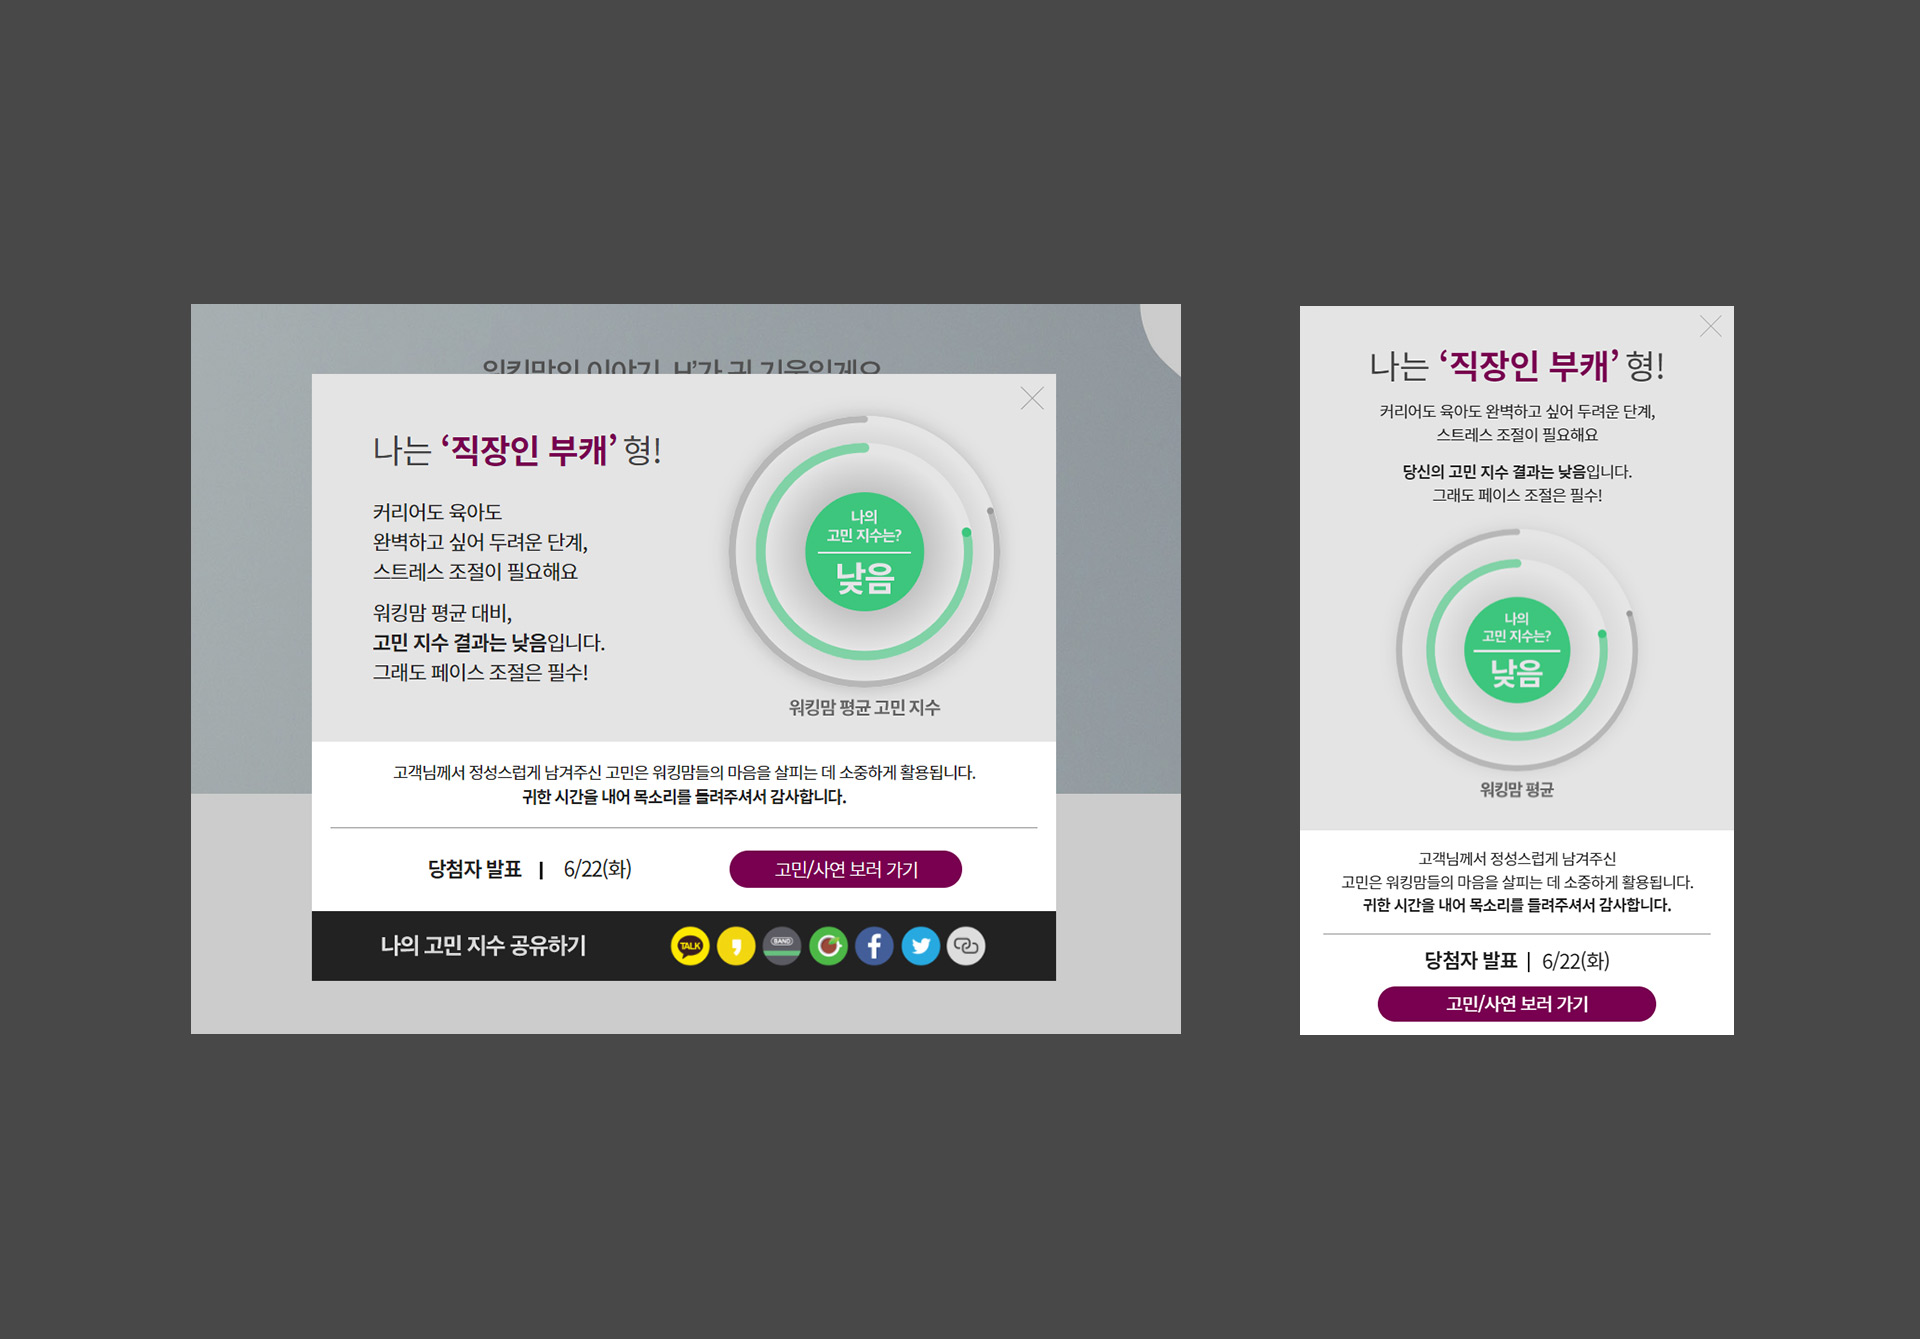 워킹맘의 이야기, H’가 귀 기울일게요
나는 ‘직장인 부캐’ 형!
커리어도 육아도
완벽하고 싶어 두려운 단계,
스트레스 조절이 필요해요
워킹맘 평균 대비,
고민 지수 결과는 낮음입니다.
그래도 페이스 조절은 필수!
나의
고민 지수는?
낮음
워킹맘 평균 고민 지수
고객님께서 정성스럽게 남겨주신 고민은 워킹맘들의 마음을 살피는 데 소중하게 활용됩니다.
귀한 시간을 내어 목소리를 들려주셔서 감사합니다.
당첨자 발표 | 6/22(화)
고민/사연 보러 가기
나의 고민 지수 공유하기
TALK
BAND
나는 ‘직장인 부캐’ 형!
커리어도 육아도 완벽하고 싶어 두려운 단계,
스트레스 조절이 필요해요
당신의 고민 지수 결과는 낮음입니다.
그래도 페이스 조절은 필수!
나의
고민 지수는?
낮음
워킹맘 평균
고객님께서 정성스럽게 남겨주신
고민은 워킹맘들의 마음을 살피는 데 소중하게 활용됩니다.
귀한 시간을 내어 목소리를 들려주셔서 감사합니다.
당첨자 발표 | 6/22(화)
고민/사연 보러 가기